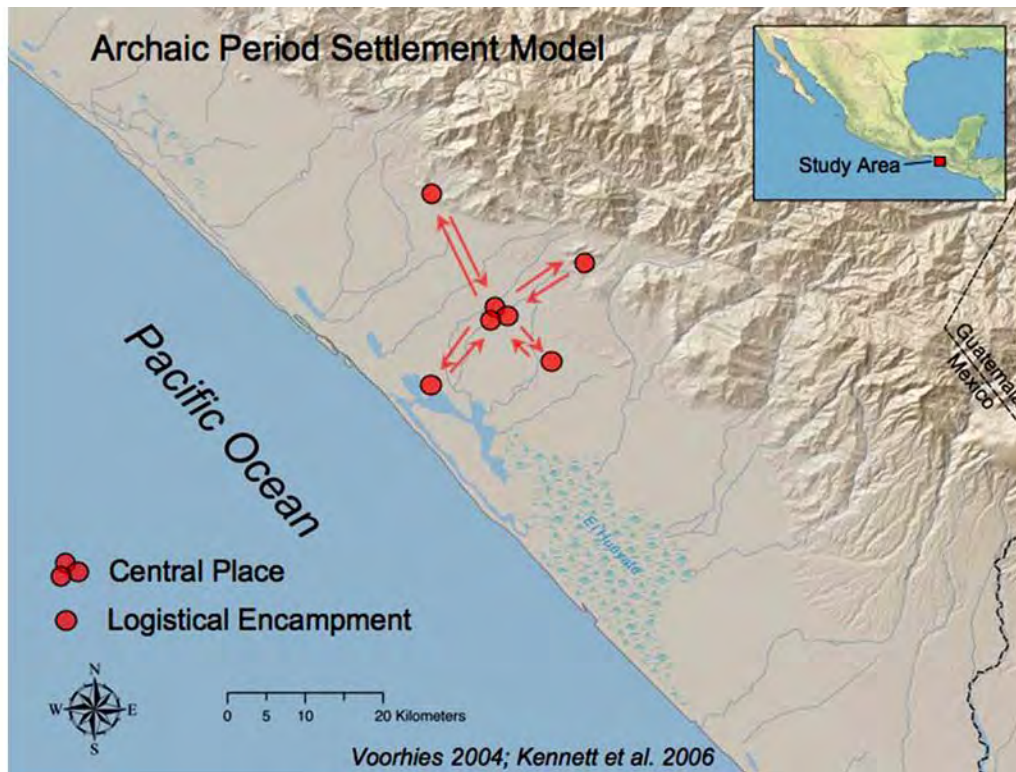 Archaic Period Settlement Model
Study Area
Guatemala
Mexico
Pacific Ocean
El Hueyate
Central Place
Logistical Encampment
N
W E
S
0 5 10 20 Kilometers
Voorhies 2004; Kennett et al. 2006